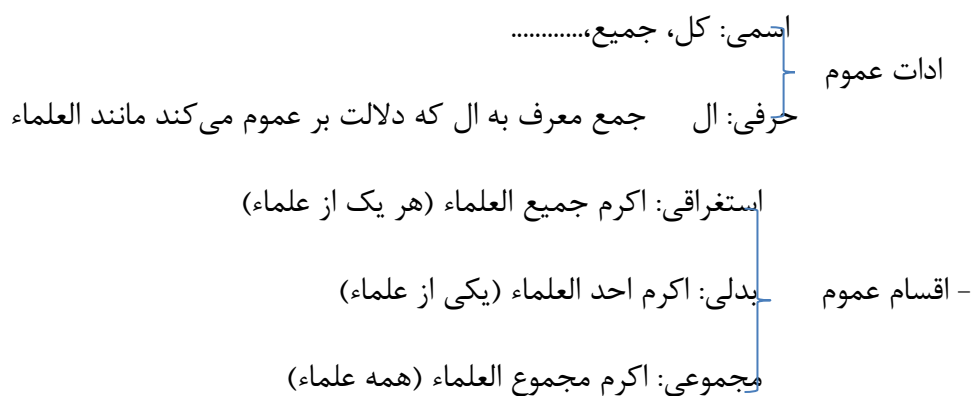 اسمی: کل، جمیع،............
ادات عموم
حرفی: ال جمع معرف به ال که دلالت بر عموم می‌کند مانند العلماء
استغراقی: اکرم جمیع العلماء (هر یک از علماء)
– اقسام عموم بدلی: اکرم احد العلماء (یکی از علماء)
مجموعی: اکرم مجموع العلماء (همه علماء)